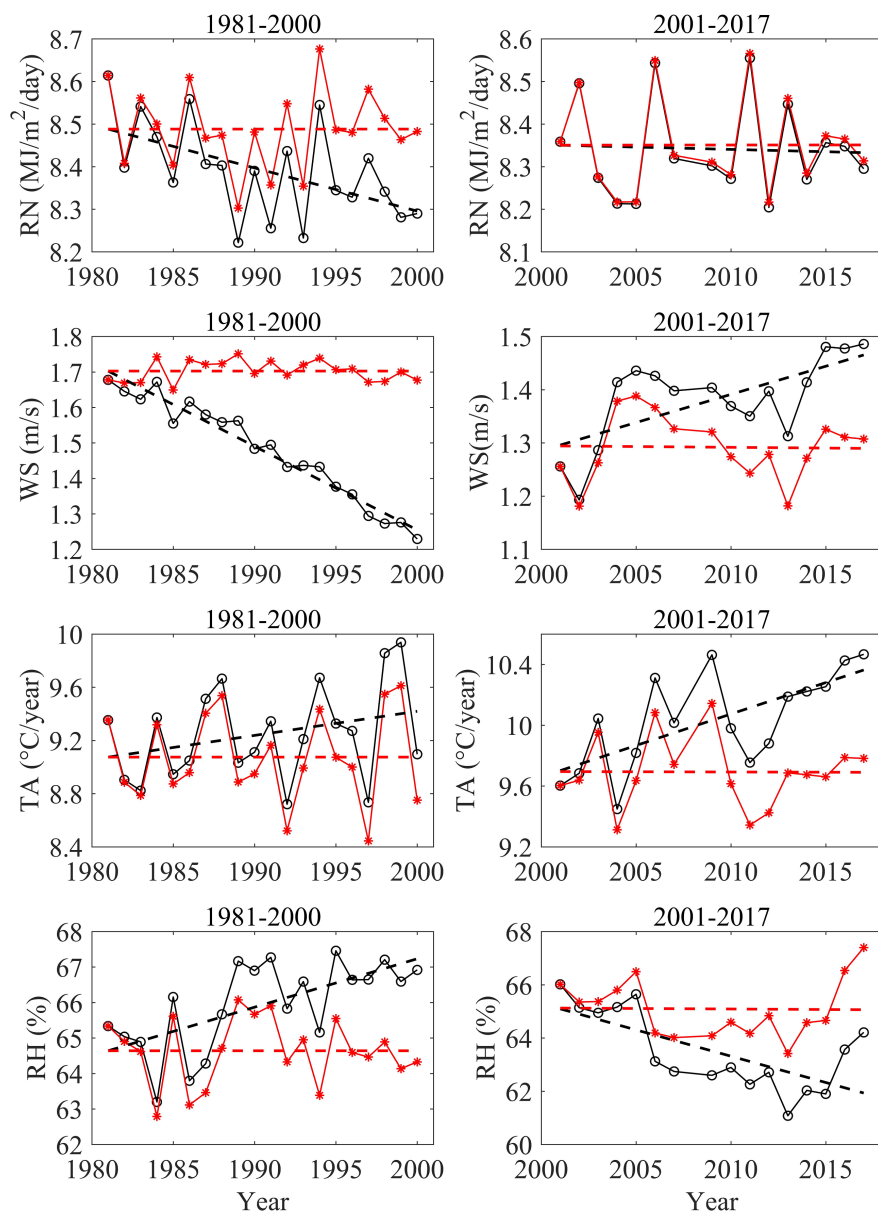 1981-2000
8.7
8.6
8.5
8.4
8.3
8.2
RN (MJ/m²/day)
1980 1985 1990 1995 2000
2001-2017
8.6
8.5
8.4
8.3
8.2
8.1
RN (MJ/m²/day)
2000 2005 2010 2015
1981-2000
1.8
1.7
1.6
1.5
1.4
1.3
1.2
WS (m/s)
1980 1985 1990 1995 2000
2001-2017
1.5
1.4
1.3
1.2
1.1
WS(m/s)
2000 2005 2010 2015
1981-2000
10
9.6
9.2
8.8
8.4
TA (°C/year)
1980 1985 1990 1995 2000
2001-2017
10.4
10
9.6
9.2
TA (°C/year)
2000 2005 2010 2015
1981-2000
68
67
66
65
64
63
62
RH (%)
1980 1985 1990 1995 2000
Year
2001-2017
68
66
64
62
60
RH (%)
2000 2005 2010 2015
Year